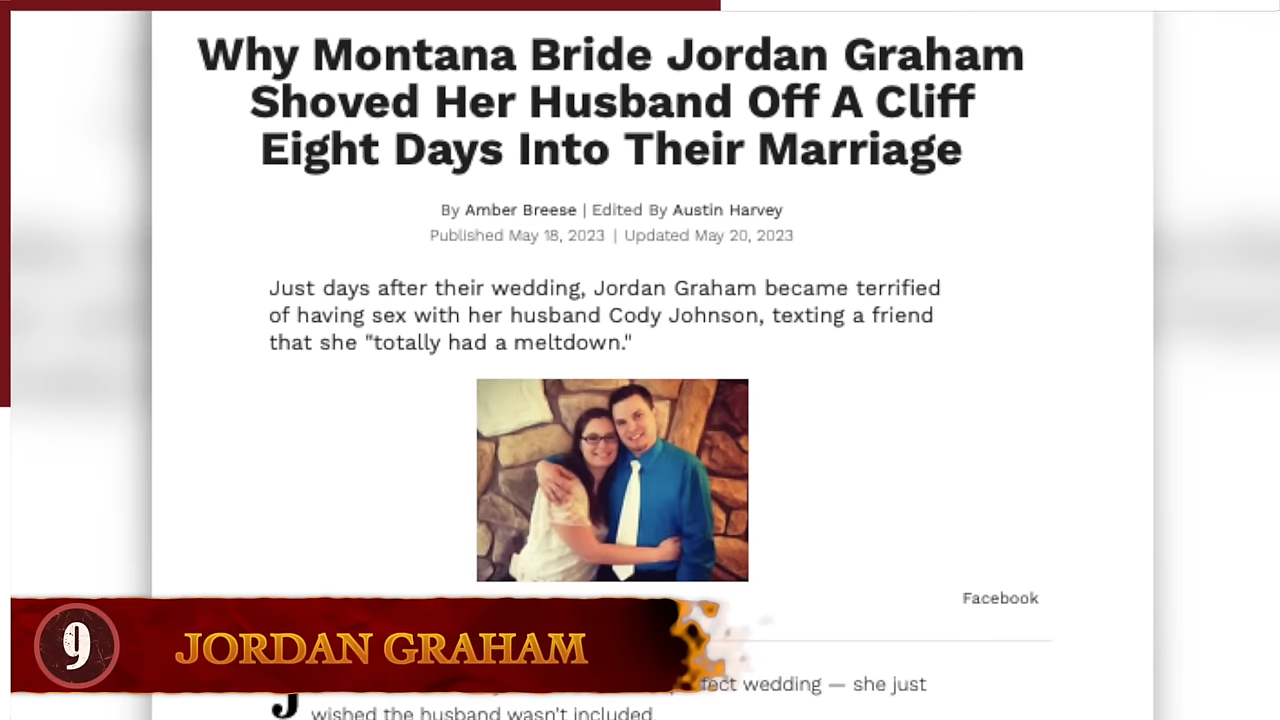 Why Montana Bride Jordan Graham
Shoved Her Husband Off A Cliff
Eight Days Into Their Marriage
By Amber Breese | Edited By Austin Harvey
Published May 18, 2023 | Updated May 20, 2023
Just days after their wedding, Jordan Graham became terrified
of having sex with her husband Cody Johnson, texting a friend
that she "totally had a meltdown."
Facebook
9 JORDAN GRAHAM
wedding — she just
wished the husband wasn't included.